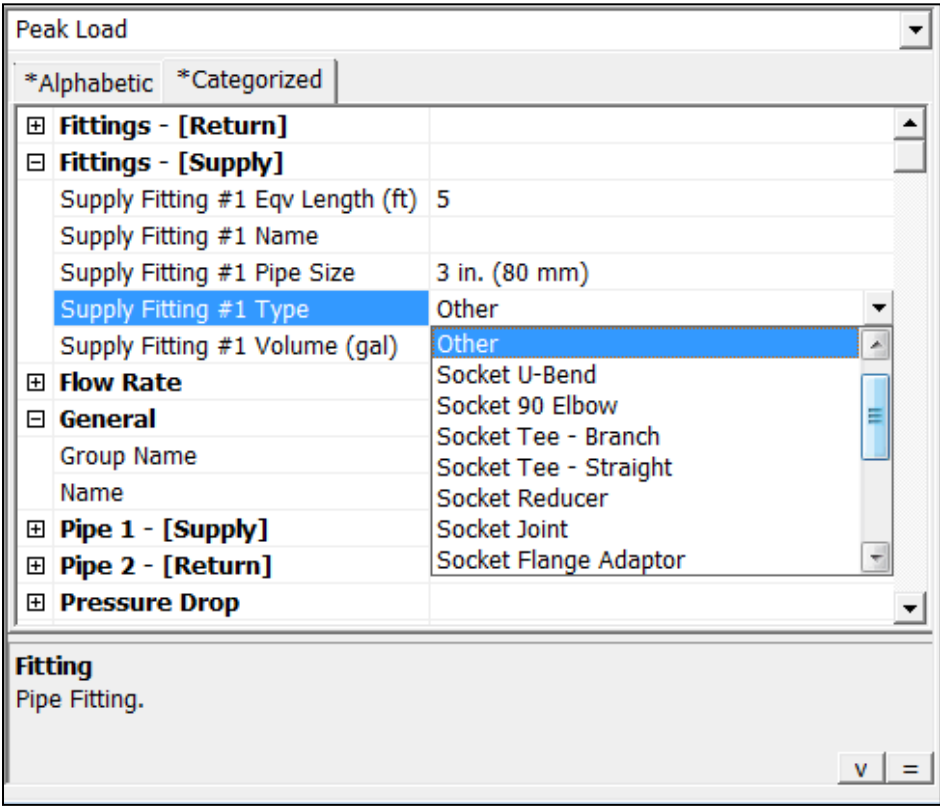 Peak Load
*Alphabetic *Categorized
Fittings - [Return]
Fittings - [Supply]
Supply Fitting #1 Eqv Length (ft) 5
Supply Fitting #1 Name
Supply Fitting #1 Pipe Size 3 in. (80 mm)
Supply Fitting #1 Type Other
Supply Fitting #1 Volume (gal) Other
Socket U-Bend
Flow Rate
Socket 90 Elbow
General
Socket Tee - Branch
Group Name
Socket Tee - Straight
Name
Socket Reducer
Pipe 1 - [Supply]
Socket Joint
Pipe 2 - [Return]
Socket Flange Adaptor
Pressure Drop
Fitting
Pipe Fitting.
v =